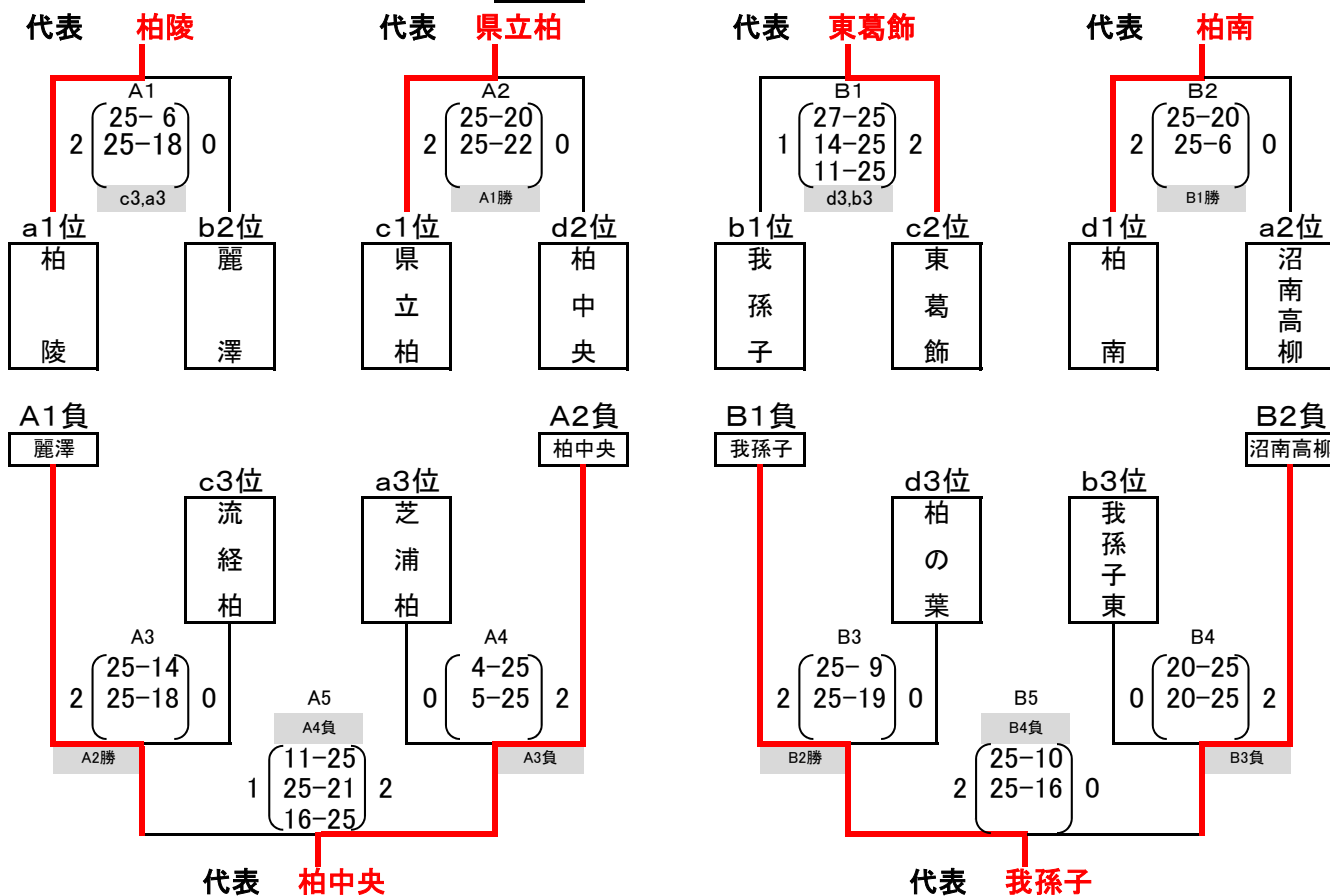 代表 柏陵 代表 県立柏 代表 東葛飾 代表 柏南
A1 A2 B1 B2
2 25- 6 0 2 25-20 0 1 27-25 2 2 25-20 0
25-18 25-22 14-25 25-6
11-25
c3,a3 A1勝 d3,b3 B1勝
a1位 b2位 c1位 d2位 b1位 c2位 d1位 a2位
柏陵 麗澤 県立柏 柏中央 我孫子 東葛飾 柏南 沼南高柳
A1負 A2負 B1負 B2負
麗澤 柏中央 我孫子 沼南高柳
c3位 a3位 d3位 b3位
流経柏 芝浦柏 柏の葉 我孫子東
A3 A4 B3 B4
25-14 4-25 25- 9 20-25
2 25-18 0 0 5-25 2 2 25-19 0 0 20-25 2
A5 B5
A4負 B4負
A2勝 A3負 B2勝 B3負
11-25 25-10
1 25-21 2 2 25-16 0
16-25
代表 柏中央 代表 我孫子